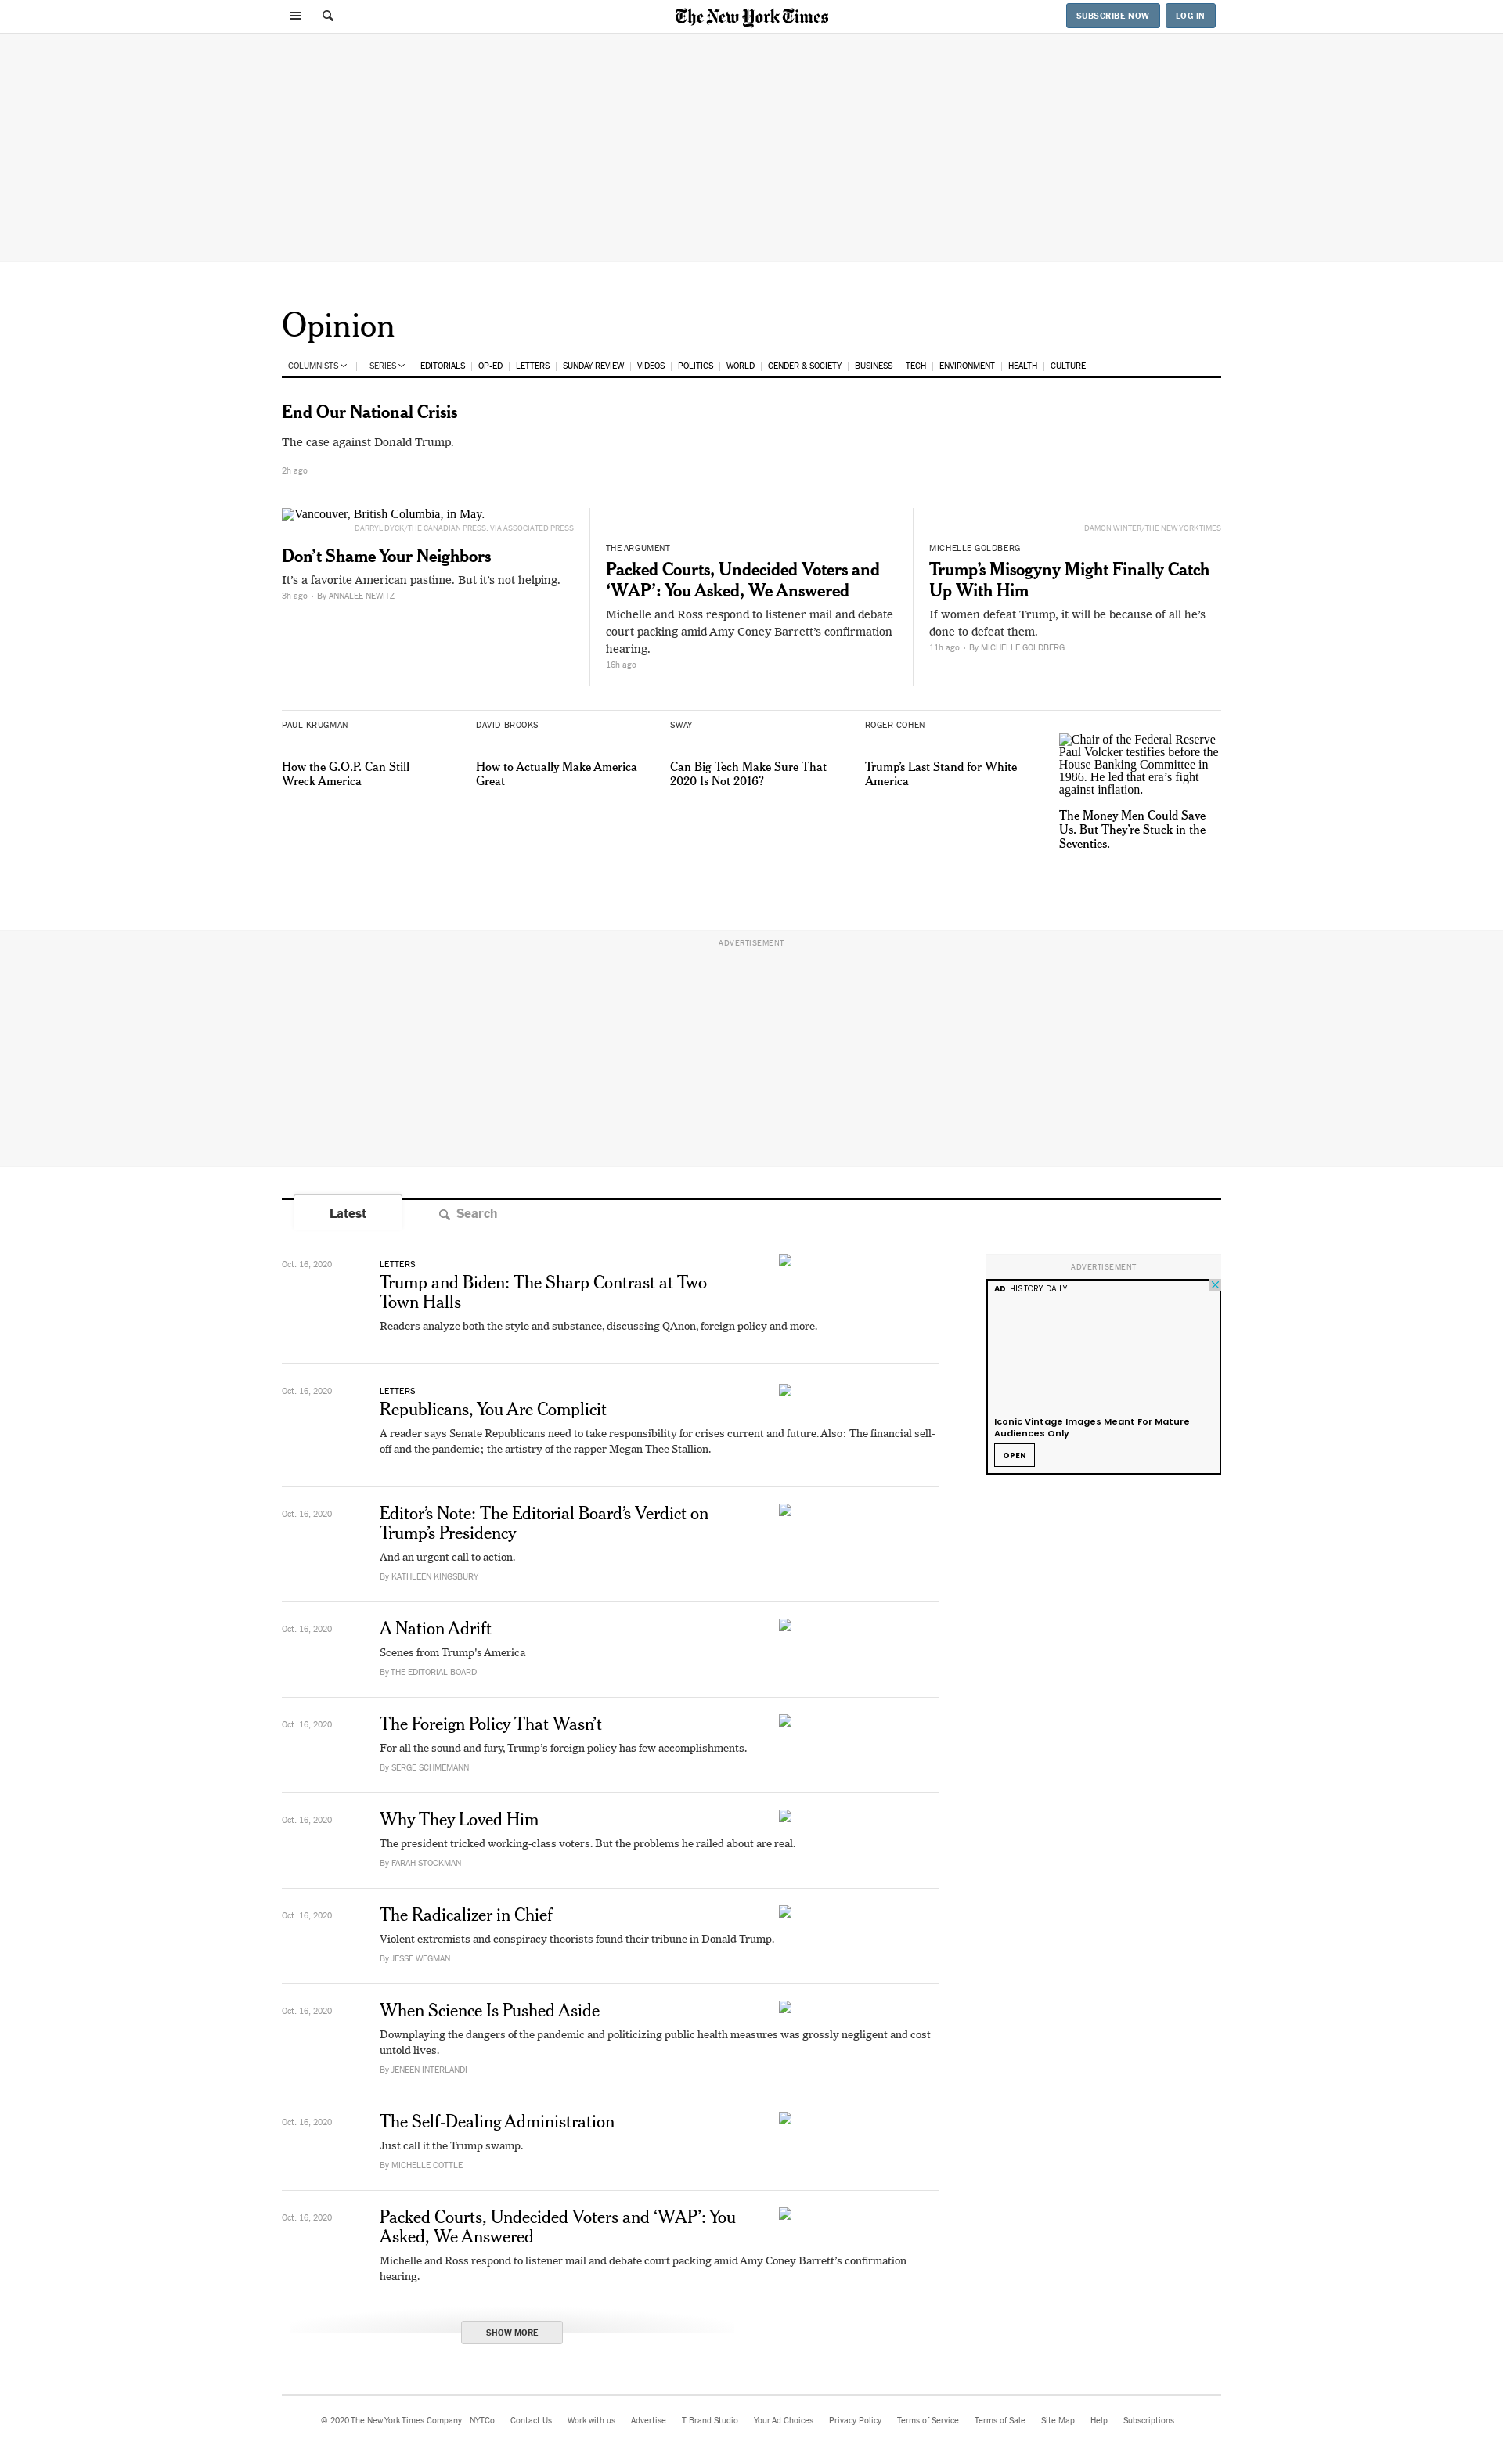 The New York Times
SUBSCRIBE NOW
LOG IN
Opinion
COLUMNISTS | SERIES EDITORIALS | OP-ED | LETTERS | SUNDAY REVIEW | VIDEOS | POLITICS | WORLD | GENDER & SOCIETY | BUSINESS | TECH | ENVIRONMENT | HEALTH | CULTURE
End Our National Crisis
The case against Donald Trump.
2h ago
Vancouver, British Columbia, in May.
DARRYL DYCK/THE CANADIAN PRESS, VIA ASSOCIATED PRESS
Don’t Shame Your Neighbors
It’s a favorite American pastime. But it’s not helping.
3h ago • By ANNALEE NEWITZ
THE ARGUMENT
Packed Courts, Undecided Voters and
‘WAP’: You Asked, We Answered
Michelle and Ross respond to listener mail and debate
court packing amid Amy Coney Barrett’s confirmation
hearing.
16h ago
DAMON WINTER/THE NEW YORK TIMES
MICHELLE GOLDBERG
Trump’s Misogyny Might Finally Catch
Up With Him
If women defeat Trump, it will be because of all he’s
done to defeat them.
11h ago • By MICHELLE GOLDBERG
PAUL KRUGMAN
How the G.O.P. Can Still
Wreck America
DAVID BROOKS
How to Actually Make America
Great
SWAY
Can Big Tech Make Sure That
2020 Is Not 2016?
ROGER COHEN
Trump’s Last Stand for White
America
Chair of the Federal Reserve
Paul Volcker testifies before the
House Banking Committee in
1986. He led that era’s fight
against inflation.
The Money Men Could Save
Us. But They’re Stuck in the
Seventies.
ADVERTISEMENT
Latest
Search
Oct. 16, 2020
LETTERS
Trump and Biden: The Sharp Contrast at Two
Town Halls
Readers analyze both the style and substance, discussing QAnon, foreign policy and more.
Oct. 16, 2020
LETTERS
Republicans, You Are Complicit
A reader says Senate Republicans need to take responsibility for crises current and future. Also: The financial sell-
off and the pandemic; the artistry of the rapper Megan Thee Stallion.
Oct. 16, 2020
Editor’s Note: The Editorial Board’s Verdict on
Trump’s Presidency
And an urgent call to action.
By KATHLEEN KINGSBURY
Oct. 16, 2020
A Nation Adrift
Scenes from Trump’s America
By THE EDITORIAL BOARD
Oct. 16, 2020
The Foreign Policy That Wasn’t
For all the sound and fury, Trump’s foreign policy has few accomplishments.
By SERGE SCHMEMANN
Oct. 16, 2020
Why They Loved Him
The president tricked working-class voters. But the problems he railed about are real.
By FARAH STOCKMAN
Oct. 16, 2020
The Radicalizer in Chief
Violent extremists and conspiracy theorists found their tribune in Donald Trump.
By JESSE WEGMAN
Oct. 16, 2020
When Science Is Pushed Aside
Downplaying the dangers of the pandemic and politicizing public health measures was grossly negligent and cost
untold lives.
By JENEEN INTERLANDI
Oct. 16, 2020
The Self-Dealing Administration
Just call it the Trump swamp.
By MICHELLE COTTLE
Oct. 16, 2020
Packed Courts, Undecided Voters and ‘WAP’: You
Asked, We Answered
Michelle and Ross respond to listener mail and debate court packing amid Amy Coney Barrett’s confirmation
hearing.
SHOW MORE
ADVERTISEMENT
AD HISTORY DAILY
Iconic Vintage Images Meant For Mature
Audiences Only
OPEN
© 2020 The New York Times Company NYTCo Contact Us Work with us Advertise T Brand Studio Your Ad Choices Privacy Policy Terms of Service Terms of Sale Site Map Help Subscriptions